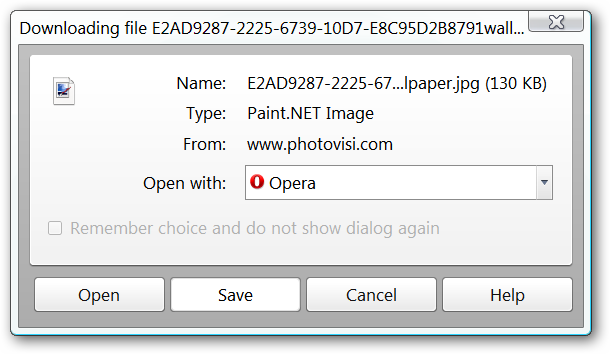 Downloading file E2AD9287-2225-6739-10D7-E8C95D2B8791wall...
Name: E2AD9287-2225-67...lpaper.jpg (130 KB)
Type: Paint.NET Image
From: www.photovisi.com
Open with: Opera
Remember choice and do not show dialog again
Open Save Cancel Help